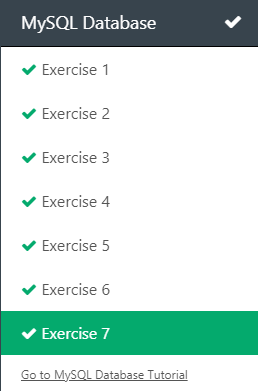 MySQL Database
Exercise 1
Exercise 2
Exercise 3
Exercise 4
Exercise 5
Exercise 6
Exercise 7
Go to MySQL Database Tutorial